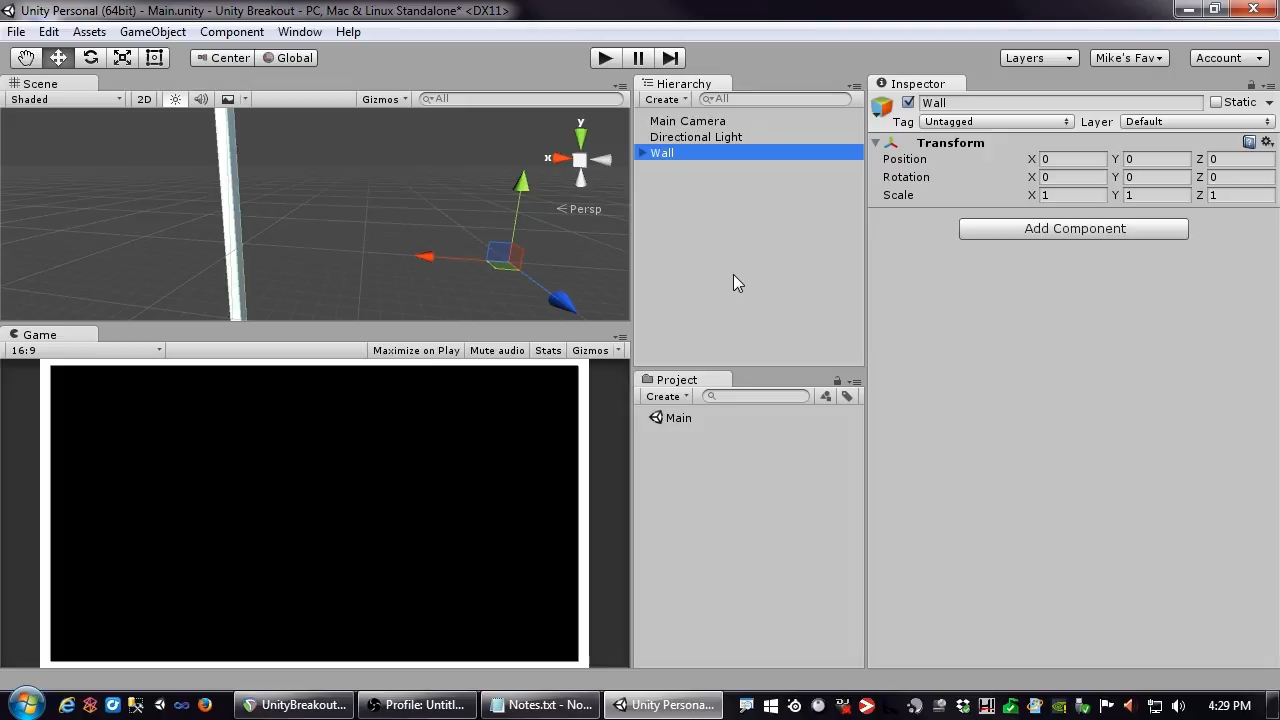 Unity Personal (64bit) - Main.unity - Unity Breakout - PC, Mac & Linux Standalone* <DX11>
File Edit Assets GameObject Component Window Help
Center Global Layers Mike's Fav Account
Scene
Shaded 2D Gizmos All
y
x
Persp
Game
16:9 Maximize on Play Mute audio Stats Gizmos
Hierarchy
Create All
Main Camera
Directional Light
Wall
Project
Create
Main
Inspector
Wall Static
Tag Untagged Layer Default
Transform
Position X 0 Y 0 Z 0
Rotation X 0 Y 0 Z 0
Scale X 1 Y 1 Z 1
Add Component
UnityBreakout... Profile: Untitl... Notes.txt - No... Unity Persona... 4:29 PM